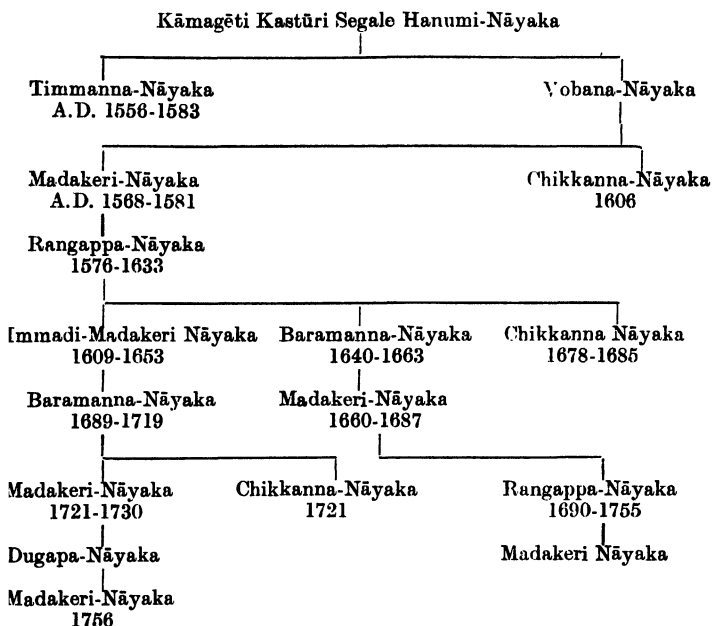 Kāmagēti Kastūri Segale Hanumi-Nāyaka
Timmanna-Nāyaka Vobana-Nāyaka
A.D. 1556-1583
Madakeri-Nāyaka Chikkanna-Nāyaka
A.D. 1568-1581 1606
Rangappa-Nāyaka
1576-1633
Immadi-Madakeri Nāyaka Baramanna-Nāyaka Chikkanna Nāyaka
1609-1653 1640-1663 1678-1685
Baramanna-Nāyaka Madakeri-Nāyaka
1689-1719 1660-1687
Madakeri-Nāyaka Chikkanna-Nāyaka Rangappa-Nāyaka
1721-1730 1721 1690-1755
Dugapa-Nāyaka Madakeri Nāyaka
Madakeri-Nāyaka
1756